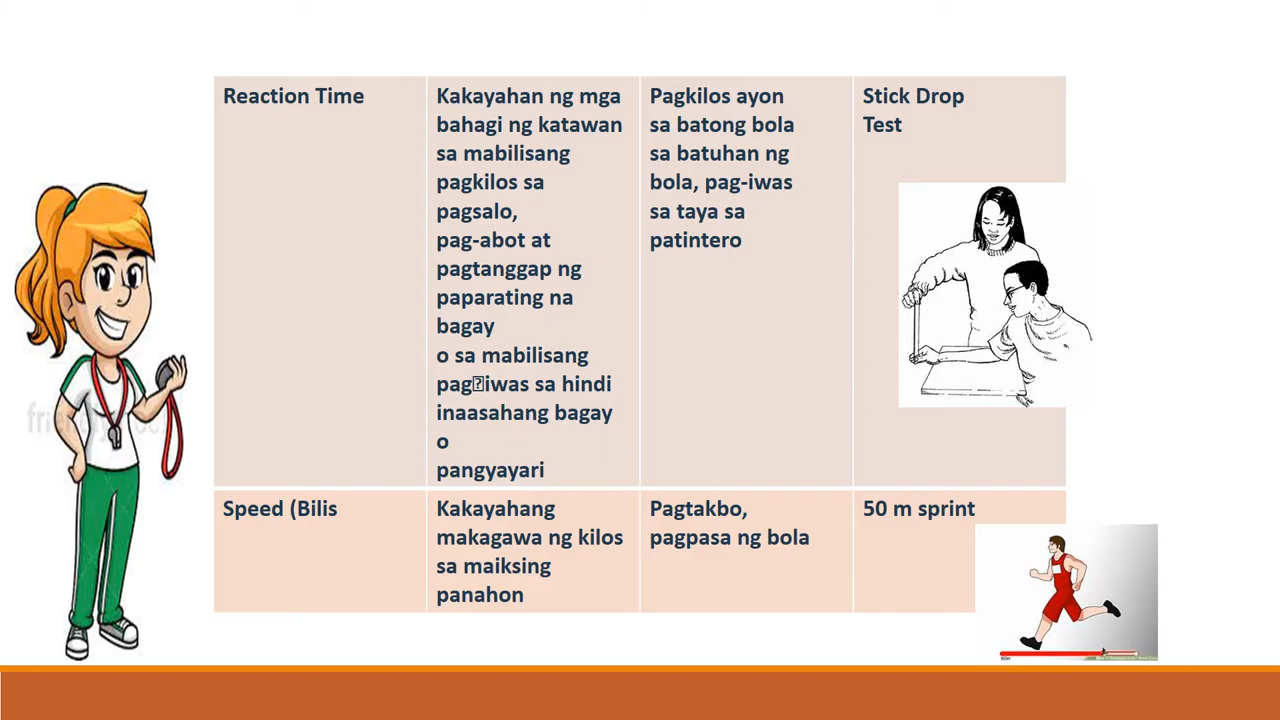 Reaction Time
Kakayahan ng mga
bahagi ng katawan
sa mabilisang
pagkilos sa
pagsalo,
pag-abot at
pagtanggap ng
paparating na
bagay
o sa mabilisang
pag�iwas sa hindi
inaasahang bagay
o
pangyayari
Pagkilos ayon
sa batong bola
sa batuhan ng
bola, pag-iwas
sa taya sa
patintero
Stick Drop
Test
Speed (Bilis
Kakayahang
makagawa ng kilos
sa maiksing
panahon
Pagtakbo,
pagpasa ng bola
50 m sprint